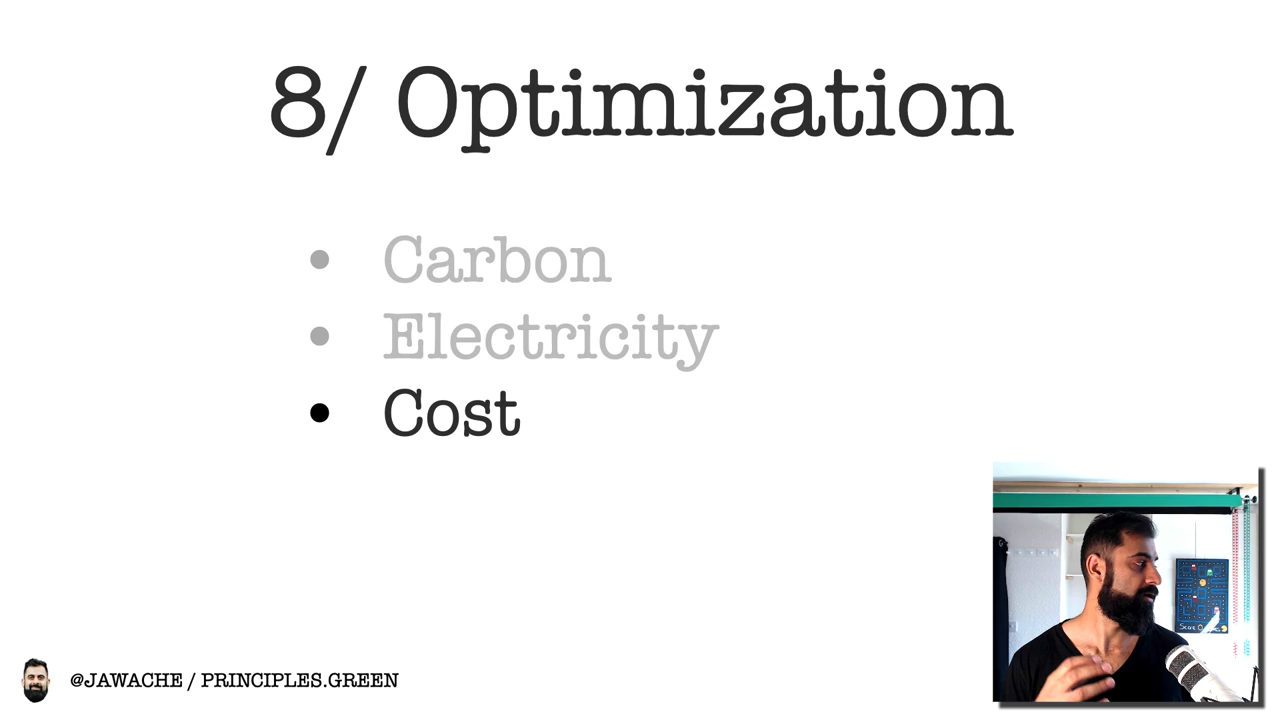 8/ Optimization
• Carbon
• Electricity
• Cost
@JAWACHE / PRINCIPLES.GREEN